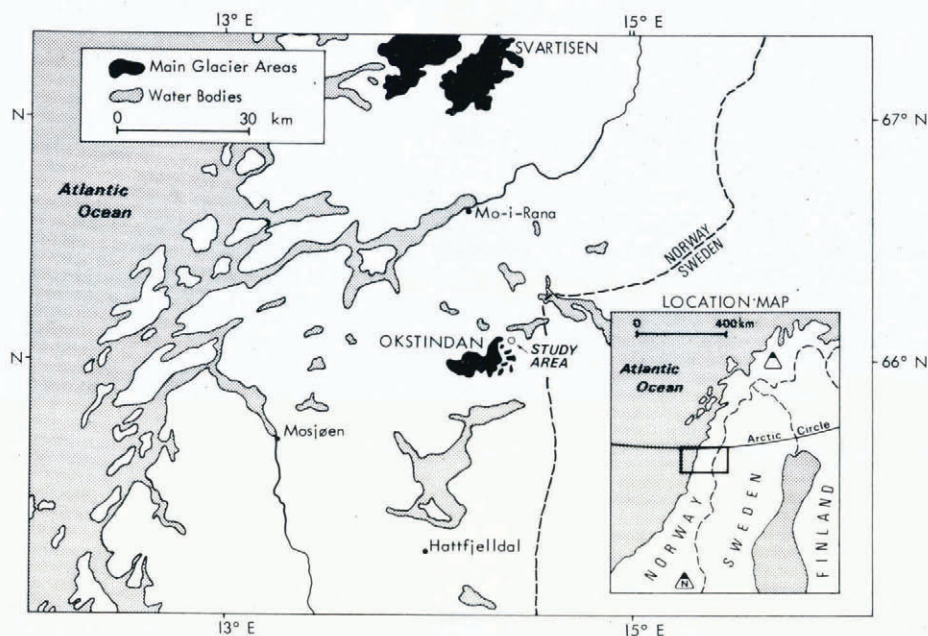 13° E
15° E
SVARTISEN
Main Glacier Areas
Water Bodies
0 30 km
N
67° N
Atlantic
Ocean
Mo-i-Rana
NORWAY
SWEDEN
LOCATION MAP
0 400km
OKSTINDAN
STUDY
AREA
N
66° N
Atlantic
Ocean
Mosjøen
Arctic Circle
Hattfjelldal
NORWAY
SWEDEN
FINLAND
N
13° E
15° E